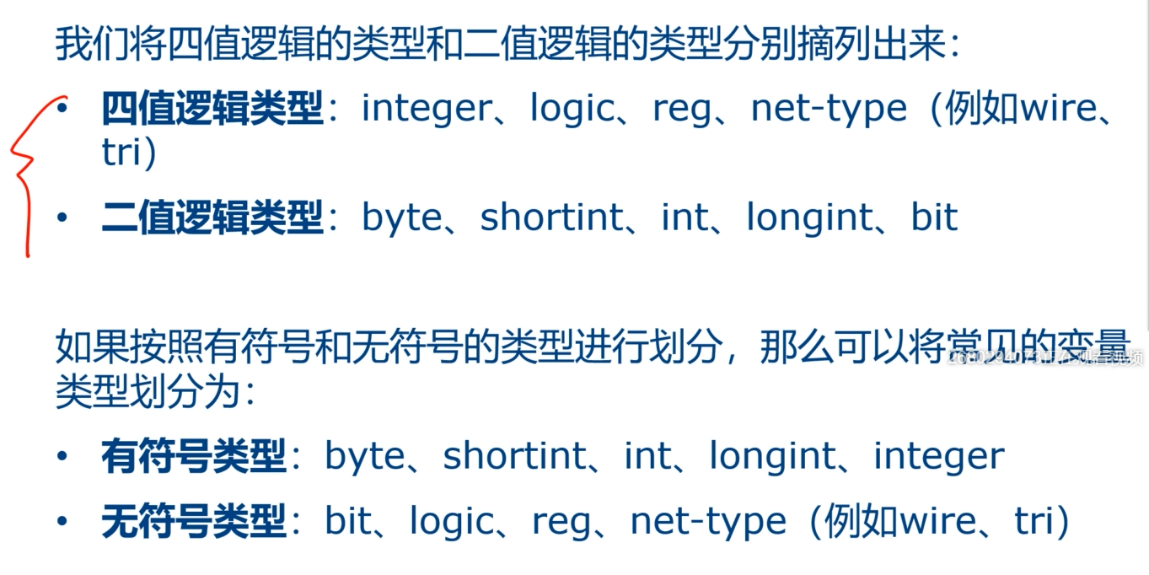 我们将四值逻辑的类型和二值逻辑的类型分别摘列出来：
• 四值逻辑类型：integer、logic、reg、net-type（例如wire、
tri）
• 二值逻辑类型：byte、shortint、int、longint、bit
如果按照有符号和无符号的类型进行划分，那么可以将常见的变量
类型划分为：
• 有符号类型：byte、shortint、int、longint、integer
• 无符号类型：bit、logic、reg、net-type（例如wire、tri）